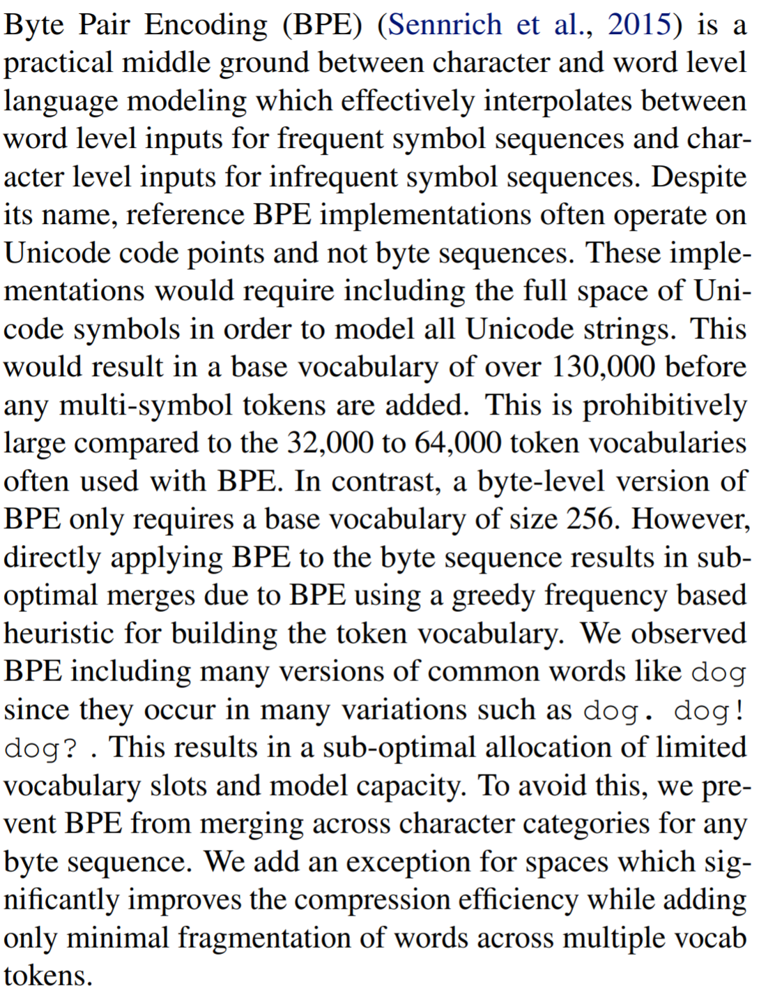 Byte Pair Encoding (BPE) (Sennrich et al., 2015) is a
practical middle ground between character and word level
language modeling which effectively interpolates between
word level inputs for frequent symbol sequences and char-
acter level inputs for infrequent symbol sequences. Despite
its name, reference BPE implementations often operate on
Unicode code points and not byte sequences. These imple-
mentations would require including the full space of Uni-
code symbols in order to model all Unicode strings. This
would result in a base vocabulary of over 130,000 before
any multi-symbol tokens are added. This is prohibitively
large compared to the 32,000 to 64,000 token vocabularies
often used with BPE. In contrast, a byte-level version of
BPE only requires a base vocabulary of size 256. However,
directly applying BPE to the byte sequence results in sub-
optimal merges due to BPE using a greedy frequency based
heuristic for building the token vocabulary. We observed
BPE including many versions of common words like dog
since they occur in many variations such as dog. dog!
dog? . This results in a sub-optimal allocation of limited
vocabulary slots and model capacity. To avoid this, we pre-
vent BPE from merging across character categories for any
byte sequence. We add an exception for spaces which sig-
nificantly improves the compression efficiency while adding
only minimal fragmentation of words across multiple vocab
tokens.